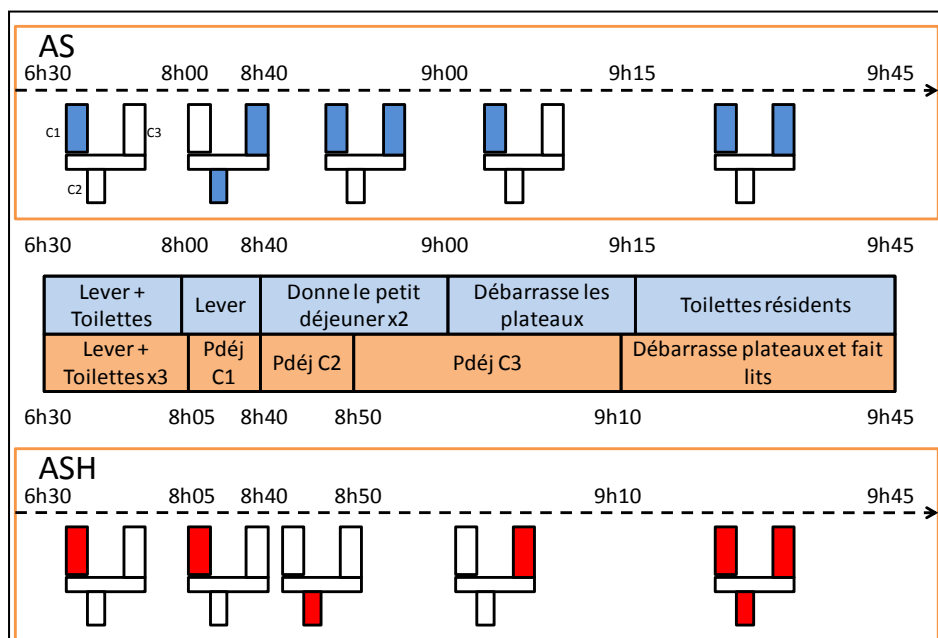 AS
6h30 8h00 8h40 9h00 9h15 9h45
C1 C3
C2
6h30 8h00 8h40 9h00 9h15 9h45
Lever +
Toilettes
Lever
Donne le petit
déjeuner x2
Débarrasse les
plateaux
Toilettes résidents
Lever +
Toilettes x3
Pdéj
C1
Pdéj C2
Pdéj C3
Débarrasse plateaux et fait
lits
6h30 8h05 8h40 8h50 9h10 9h45
ASH
6h30 8h05 8h40 8h50 9h10 9h45